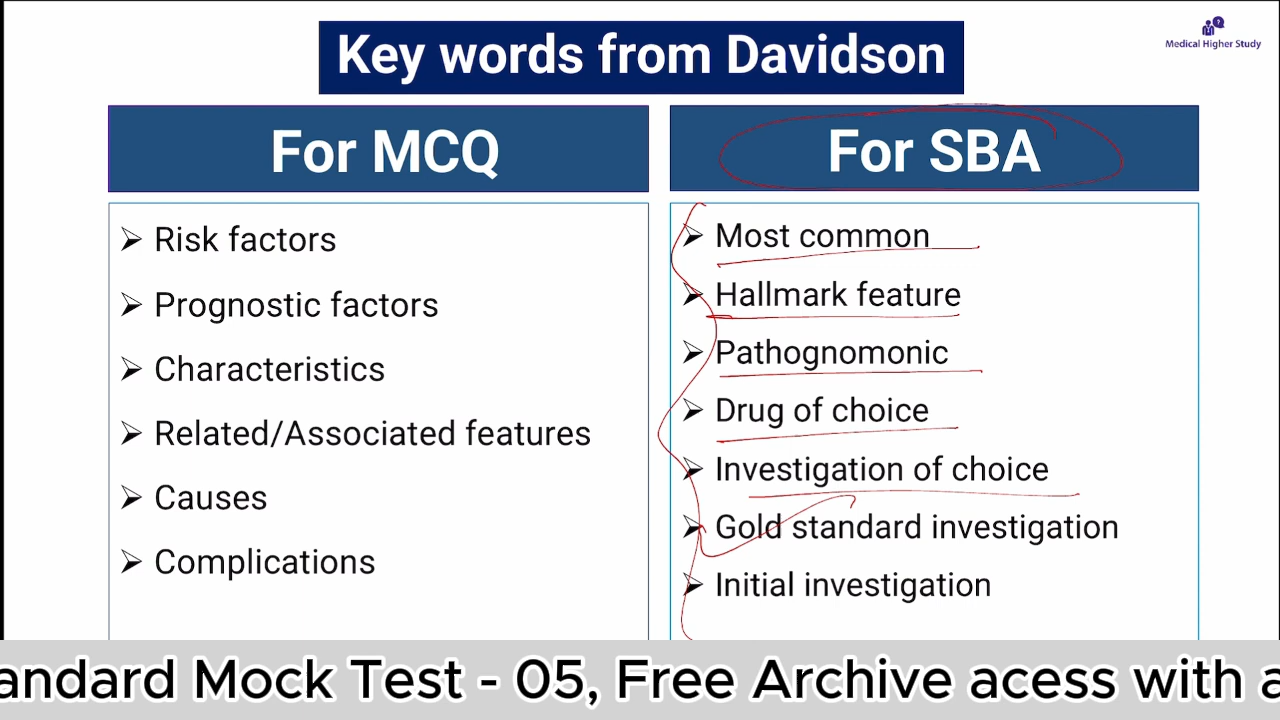 Key words from Davidson
Medical Higher Study
For MCQ
Risk factors
Prognostic factors
Characteristics
Related/Associated features
Causes
Complications
For SBA
Most common
Hallmark feature
Pathognomonic
Drug of choice
Investigation of choice
Gold standard investigation
Initial investigation
andard Mock Test - 05, Free Archive acess with a